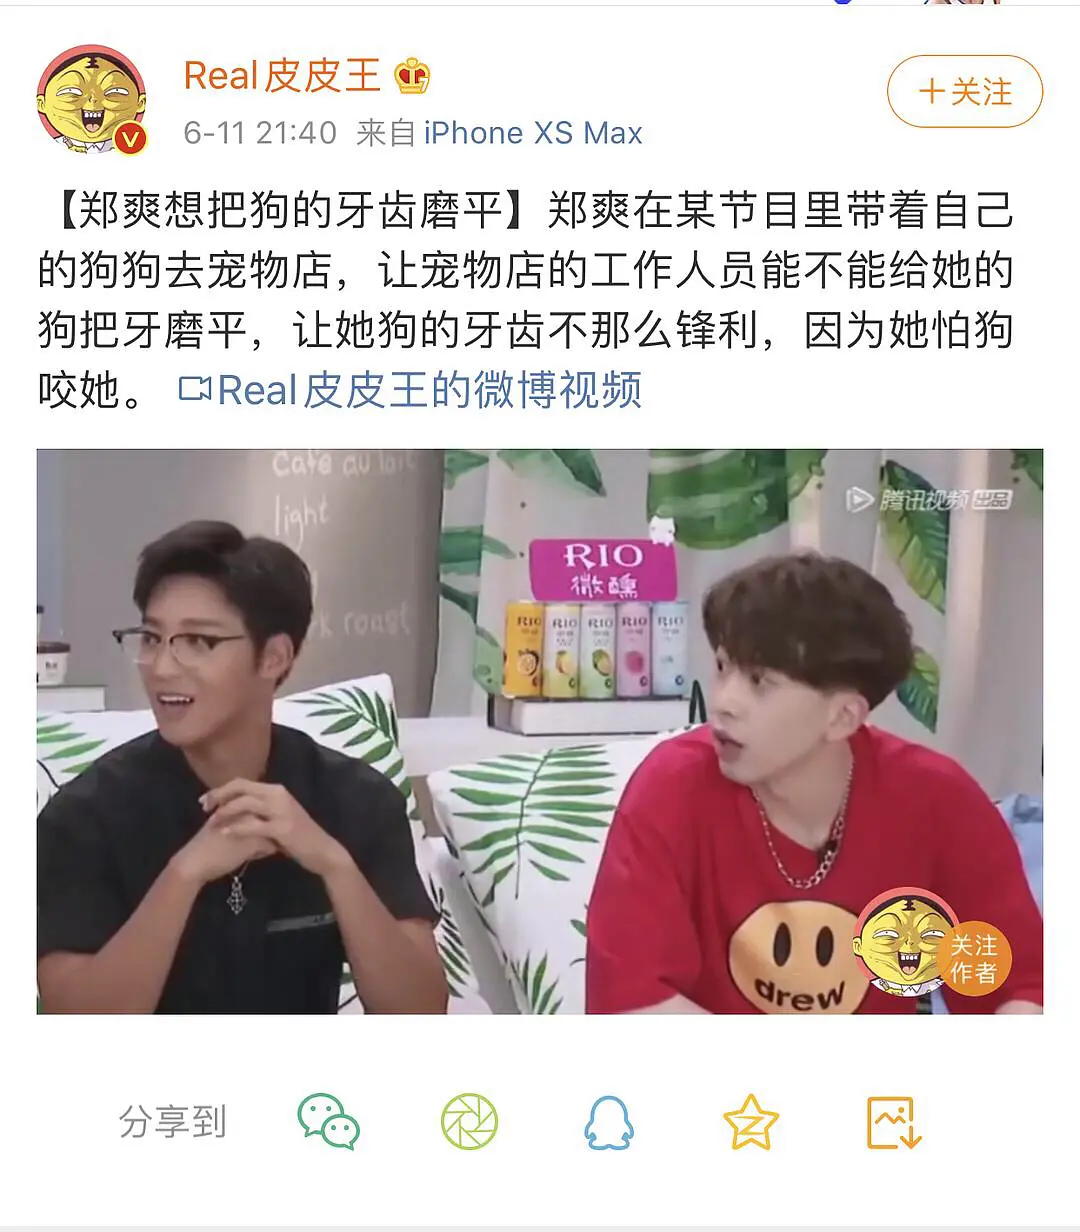 Real皮皮王
+关注
6-11 21:40 来自 iPhone XS Max
【郑爽想把狗的牙齿磨平】郑爽在某节目里带着自己
的狗狗去宠物店，让宠物店的工作人员能不能给她的
狗把牙磨平，让她狗的牙齿不那么锋利，因为她怕狗
咬她。 Real皮皮王的微博视频
Café au lait
light
腾讯视频 出品
RIO
微醺
dark roast
RIO RIO RIO RIO RIO
drew
关注
作者
分享到